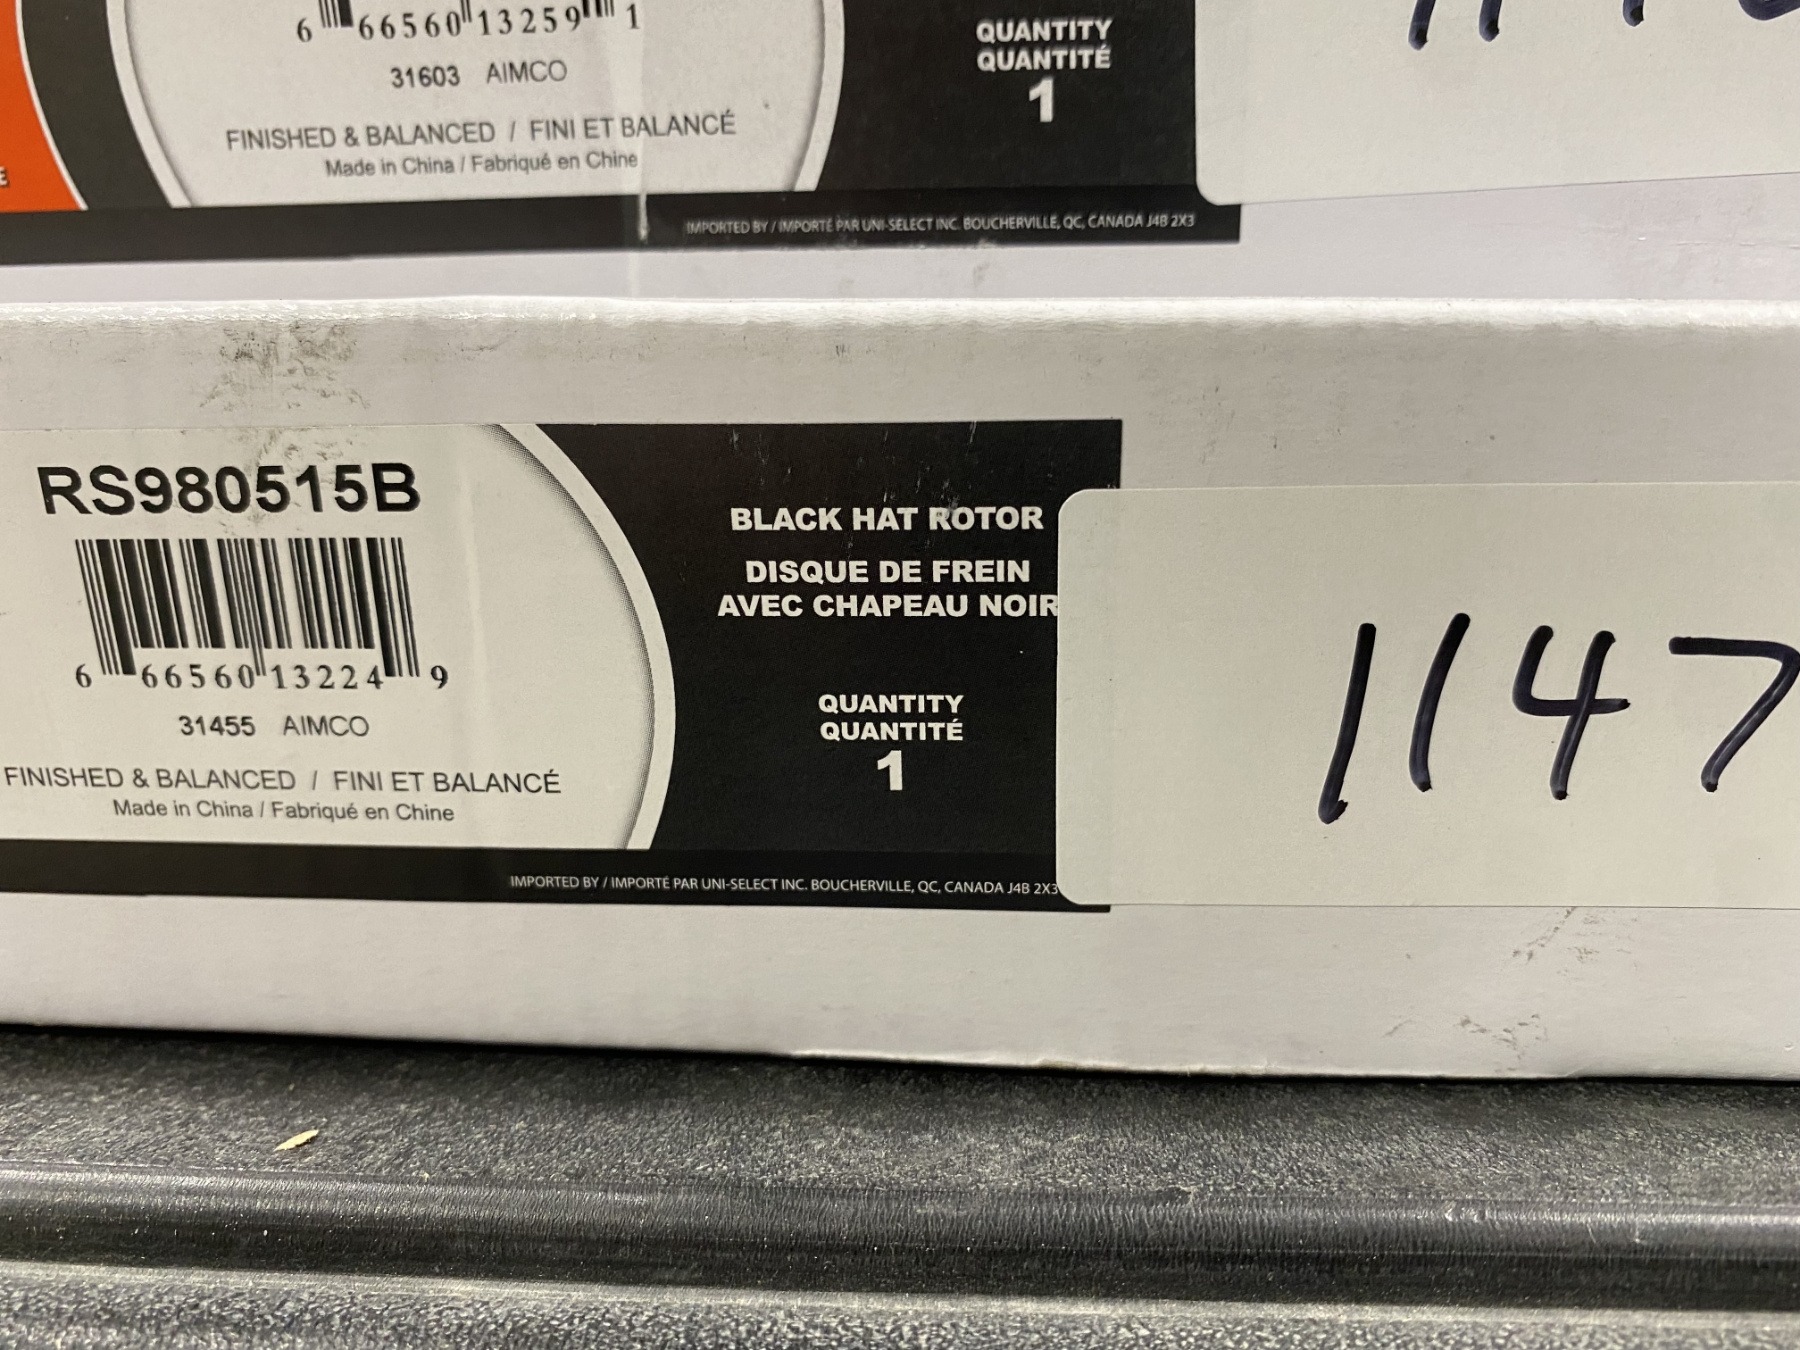 6 66560 13259 1
31603 AIMCO
FINISHED & BALANCED / FINI ET BALANCÉ
Made in China / Fabriqué en Chine
QUANTITY
QUANTITÉ
1
IMPORTED BY / IMPORTÉ PAR UNI-SELECT INC. BOUCHERVILLE, QC, CANADA J4B 2X3
RS980515B
6 66560 13224 9
31455 AIMCO
FINISHED & BALANCED / FINI ET BALANCÉ
Made in China / Fabriqué en Chine
BLACK HAT ROTOR
DISQUE DE FREIN
AVEC CHAPEAU NOIR
QUANTITY
QUANTITÉ
1
IMPORTED BY / IMPORTÉ PAR UNI-SELECT INC. BOUCHERVILLE, QC, CANADA J4B 2X3
1147